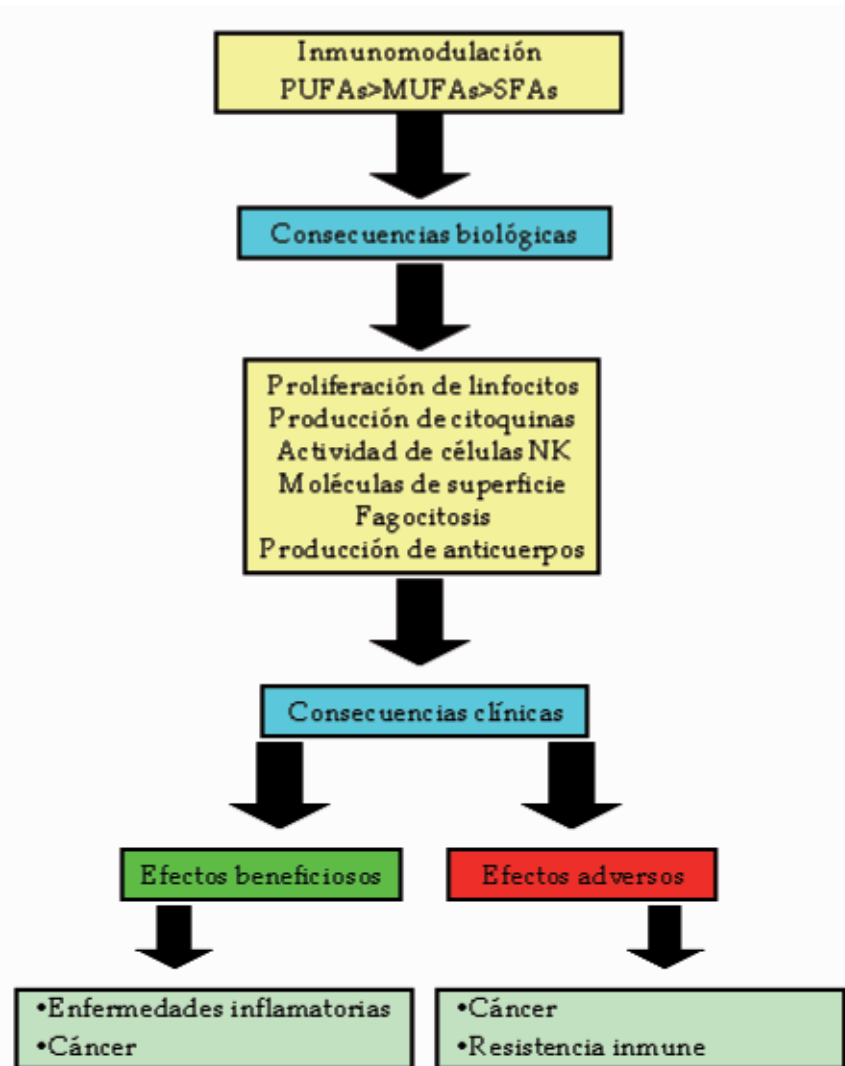 Inmunomodulación
PUFAs>MUFAs>SFAs
Consecuencias biológicas
Proliferación de linfocitos
Producción de citoquinas
Actividad de células NK
Moléculas de superficie
Fagocitosis
Producción de anticuerpos
Consecuencias clínicas
Efectos beneficiosos
Efectos adversos
•Enfermedades inflamatorias
•Cáncer
•Cáncer
•Resistencia inmune